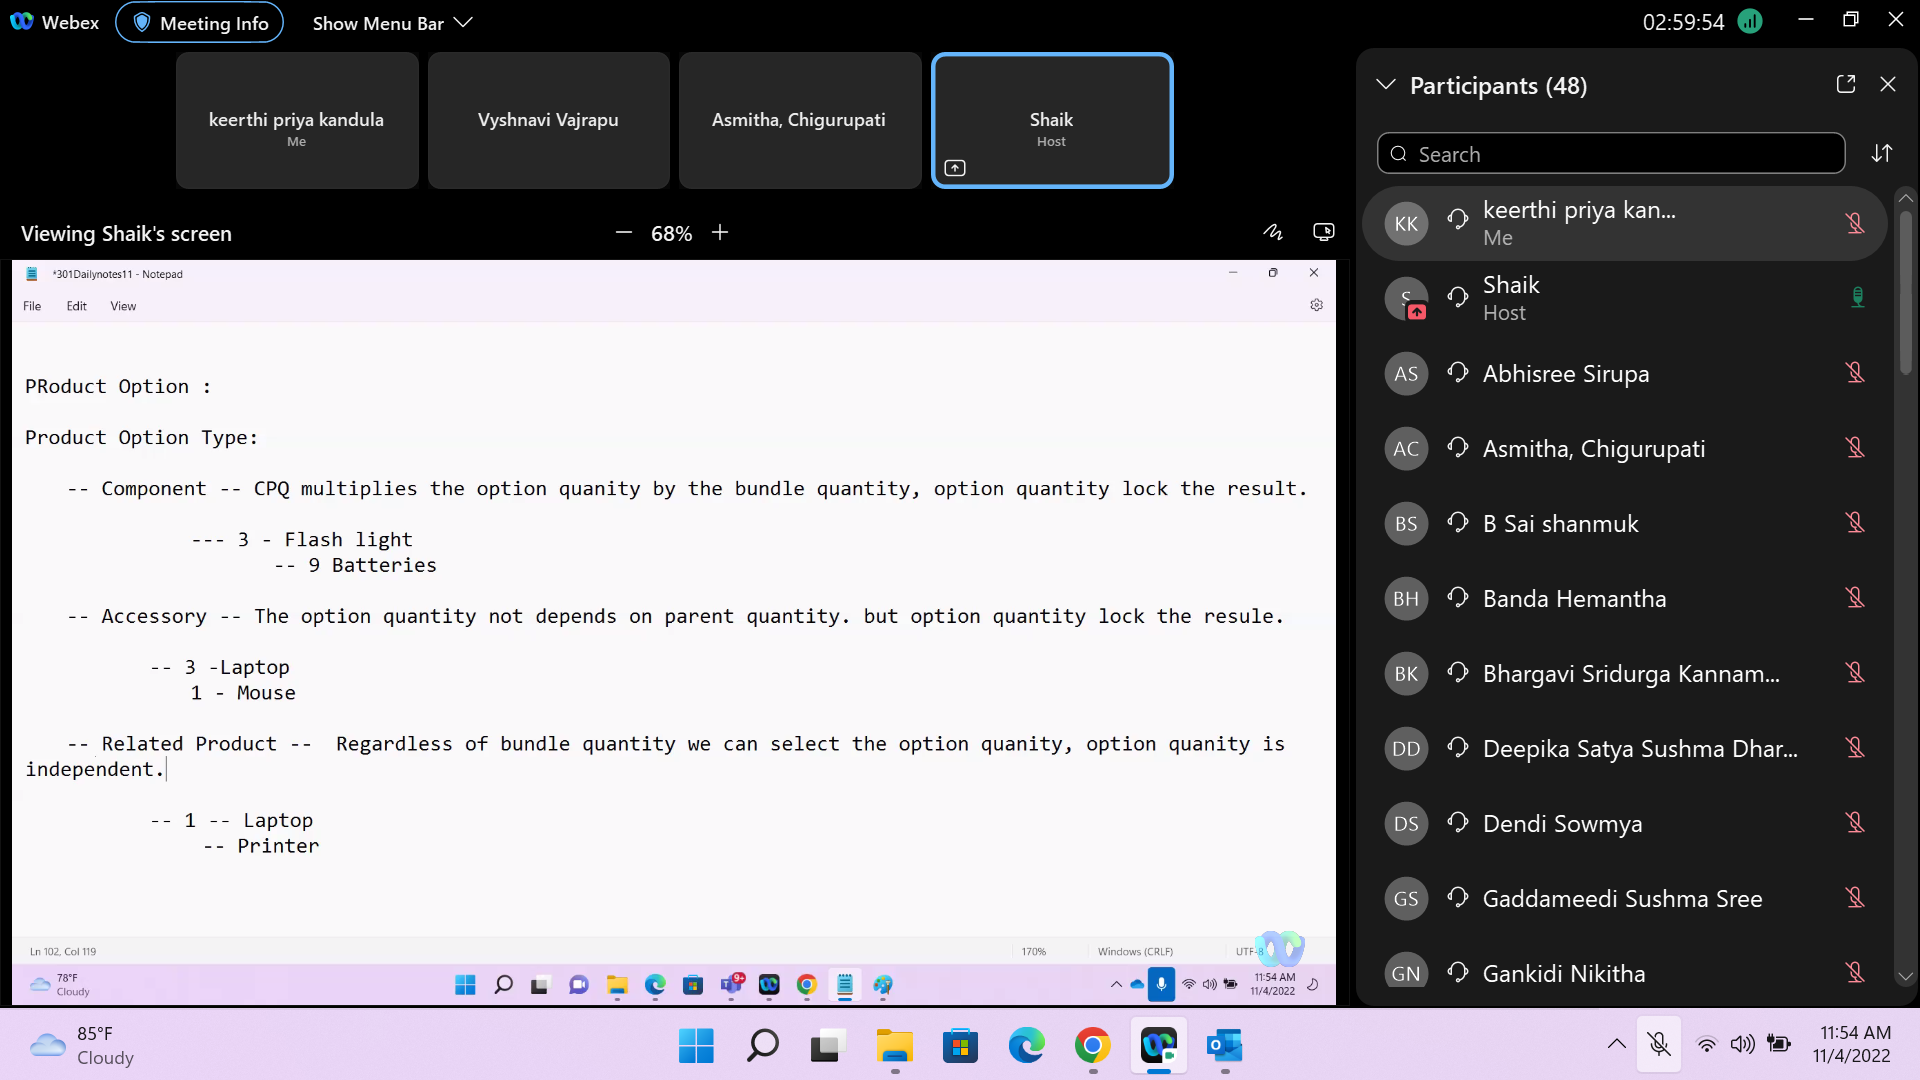 Webex
Meeting Info
Show Menu Bar
02:59:54
keerthi priya kandula
Me
Vyshnavi Vajrapu
Asmitha, Chigurupati
Shaik
Host
Viewing Shaik's screen
68%
*301Dailynotes11 - Notepad
File Edit View
PRoduct Option :
Product Option Type:
-- Component -- CPQ multiplies the option quanity by the bundle quantity, option quantity lock the result.
--- 3 - Flash light
-- 9 Batteries
-- Accessory -- The option quantity not depends on parent quantity. but option quantity lock the resule.
-- 3 -Laptop
1 - Mouse
-- Related Product -- Regardless of bundle quantity we can select the option quanity, option quanity is
independent.
-- 1 -- Laptop
-- Printer
Ln 102, Col 119
170%
Windows (CRLF)
UTF-8
78°F
Cloudy
9+
11:54 AM
11/4/2022
Participants (48)
Search
KK keerthi priya kan...
Me
S Shaik
Host
AS Abhisree Sirupa
AC Asmitha, Chigurupati
BS B Sai shanmuk
BH Banda Hemantha
BK Bhargavi Sridurga Kannam...
DD Deepika Satya Sushma Dhar...
DS Dendi Sowmya
GS Gaddameedi Sushma Sree
GN Gankidi Nikitha
85°F
Cloudy
11:54 AM
11/4/2022